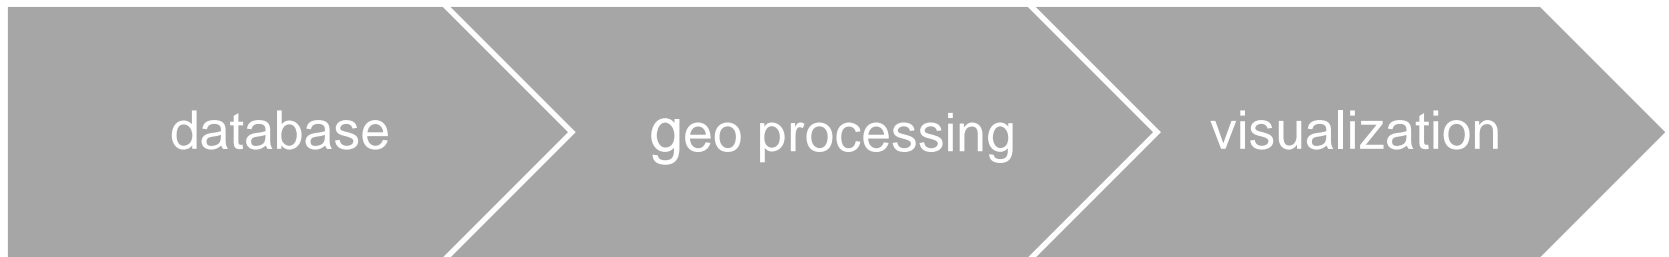 database
geo processing
visualization